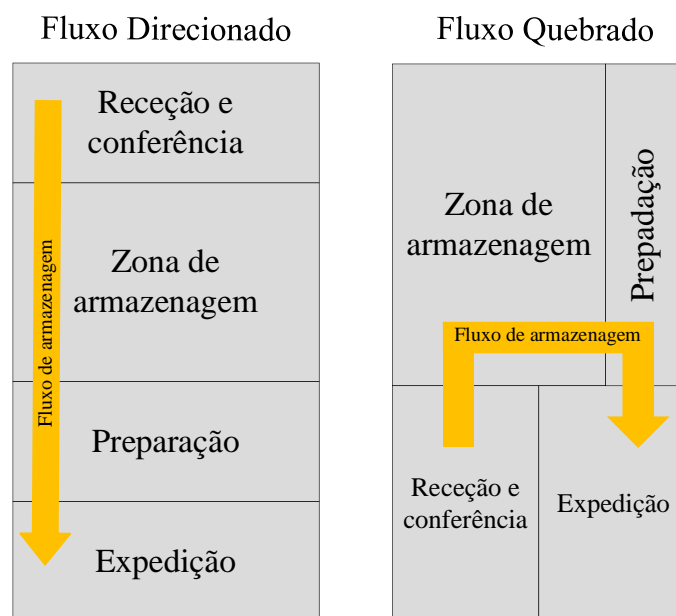 Fluxo Direcionado
Receção e
conferência
Zona de
armazenagem
Preparação
Expedição
Fluxo de armazenagem
Fluxo Quebrado
Zona de
armazenagem
Prepadação
Fluxo de armazenagem
Receção e
conferência
Expedição